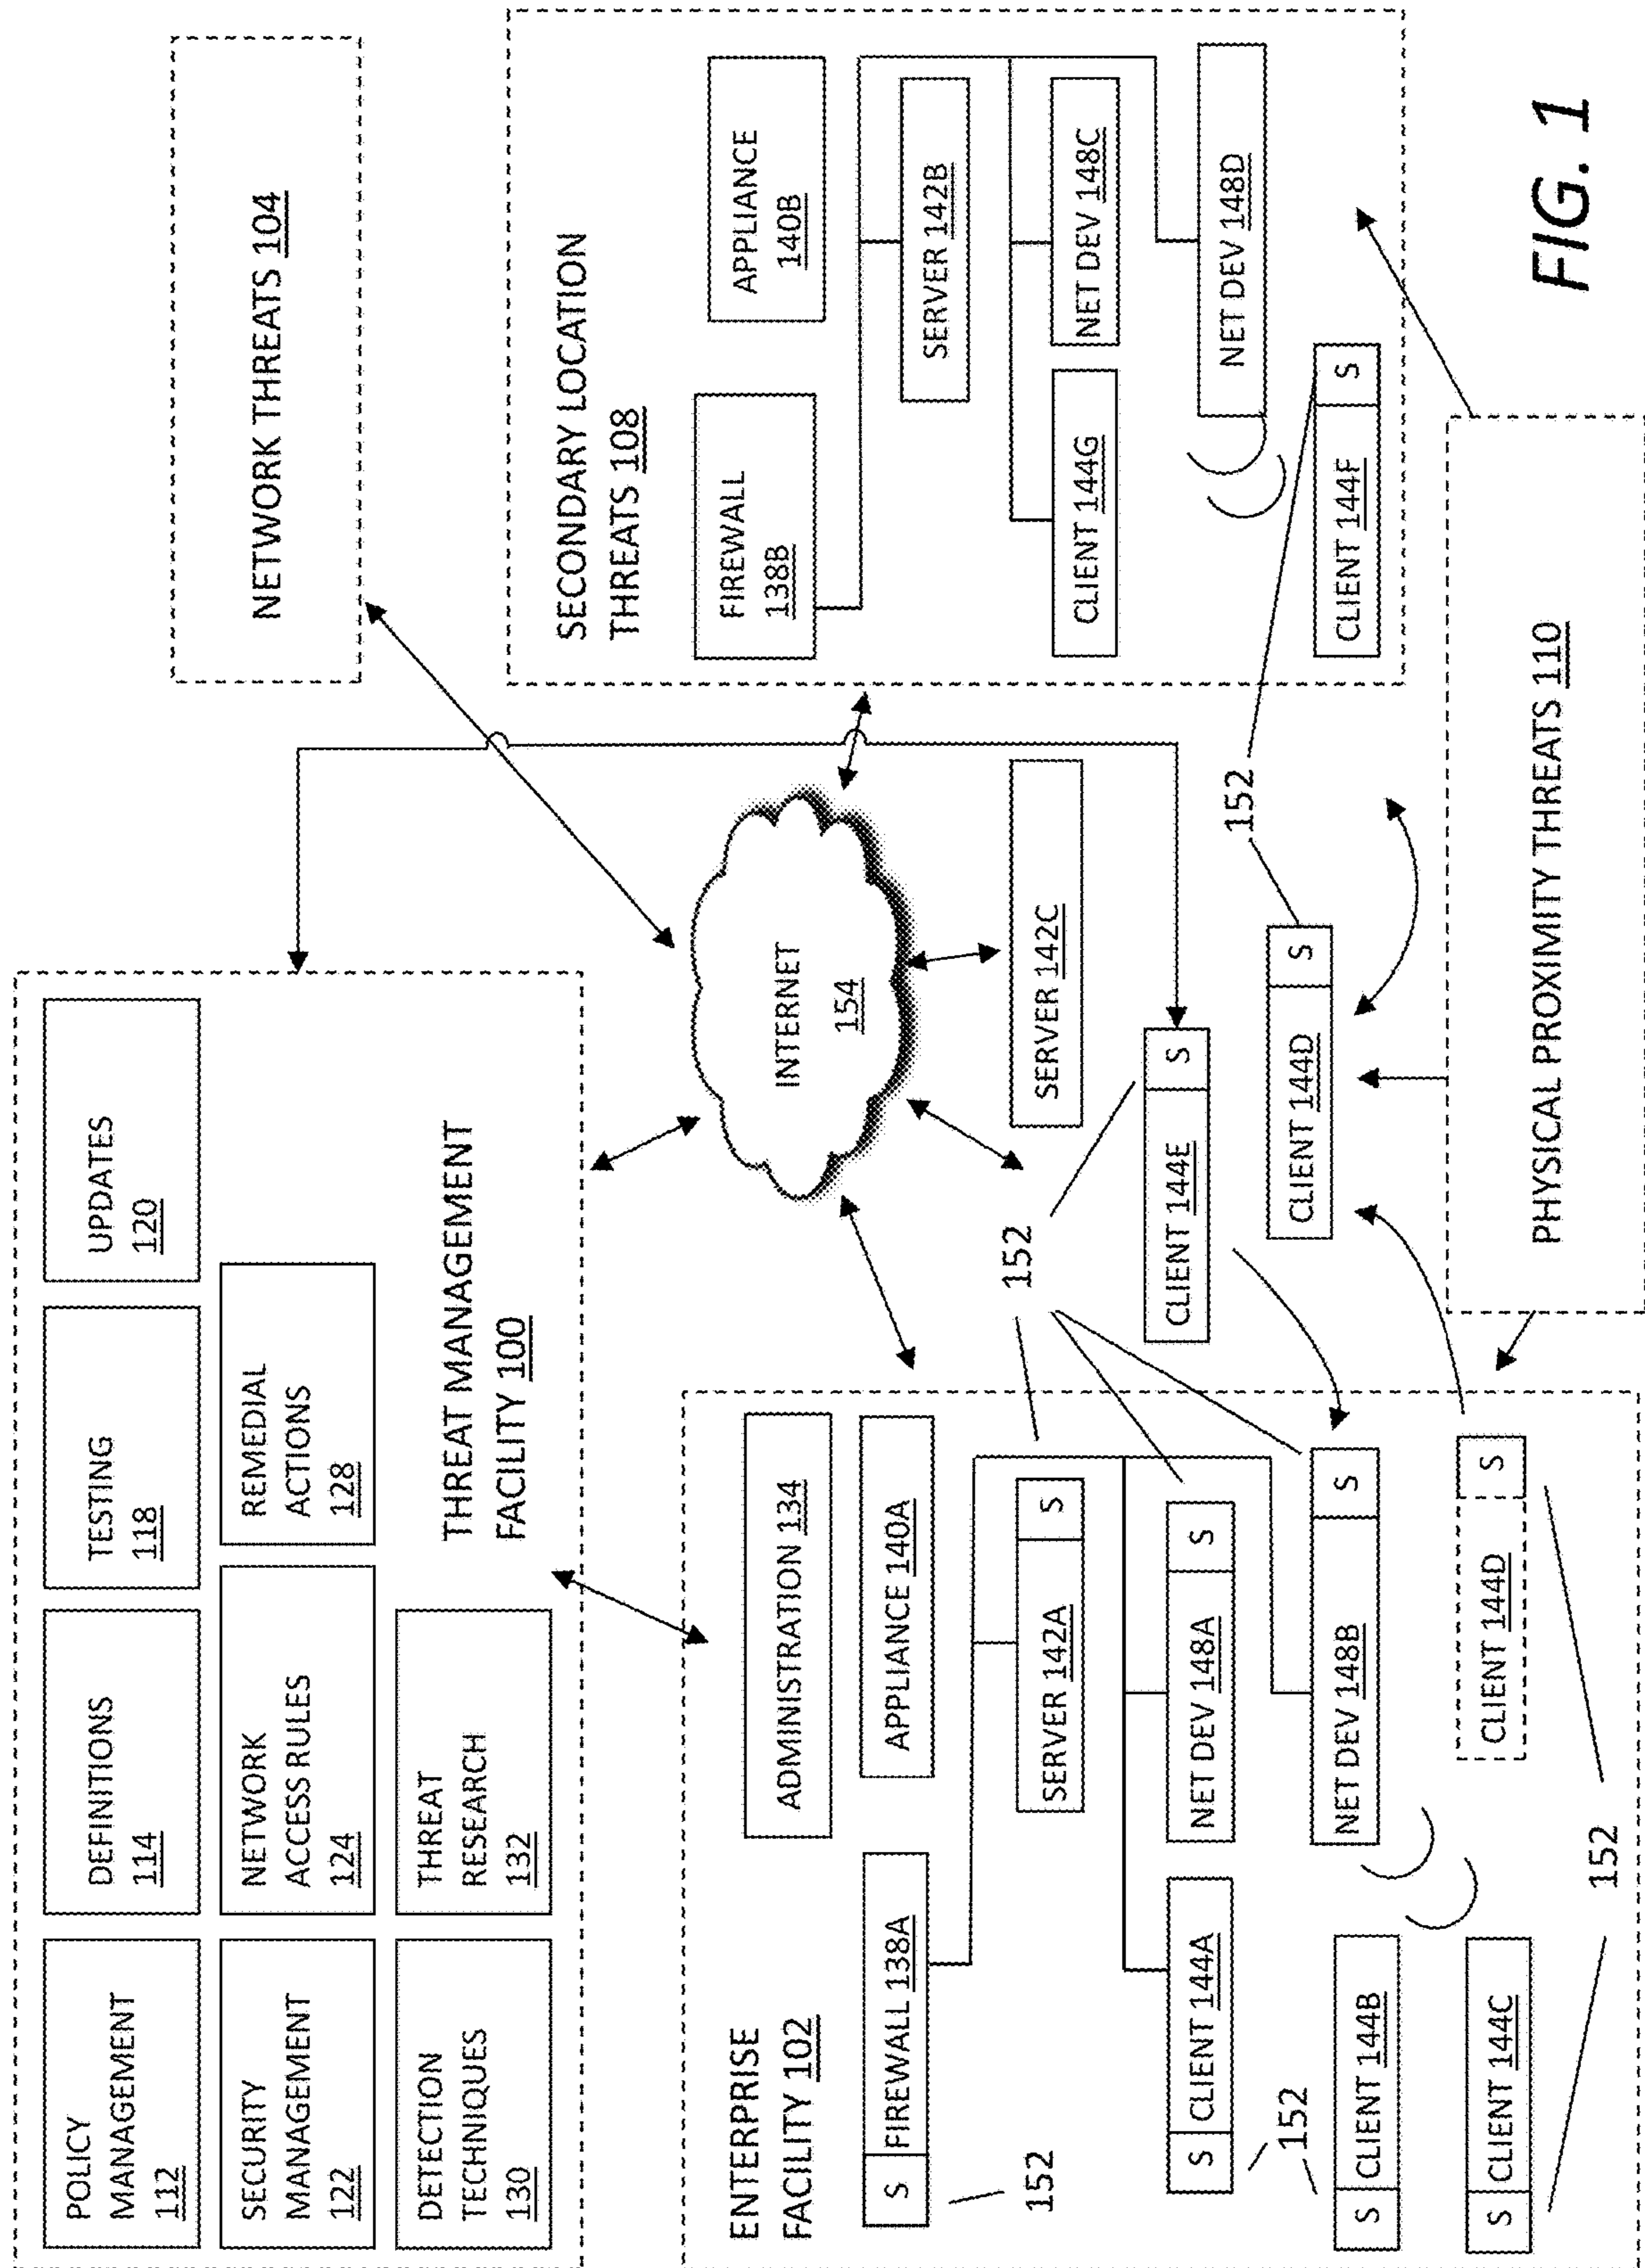 POLICY
MANAGEMENT
112
DEFINITIONS
114
TESTING
118
UPDATES
120
SECURITY
MANAGEMENT
122
NETWORK
ACCESS RULES
124
REMEDIAL
ACTIONS
128
DETECTION
TECHNIQUES
130
THREAT
RESEARCH
132
THREAT MANAGEMENT
FACILITY 100
NETWORK THREATS 104
INTERNET
154
SECONDARY LOCATION
THREATS 108
FIREWALL
138B
APPLIANCE
140B
SERVER 142B
CLIENT 144G
NET DEV 148C
NET DEV 148D
CLIENT 144F
S
ENTERPRISE
FACILITY 102
ADMINISTRATION 134
S
FIREWALL 138A
APPLIANCE 140A
152
SERVER 142A
S
152
SERVER 142C
S
CLIENT 144A
NET DEV 148A
S
CLIENT 144E
S
152
152
S
CLIENT 144B
NET DEV 148B
S
CLIENT 144D
S
S
CLIENT 144C
CLIENT 144D
S
152
PHYSICAL PROXIMITY THREATS 110
FIG. 1